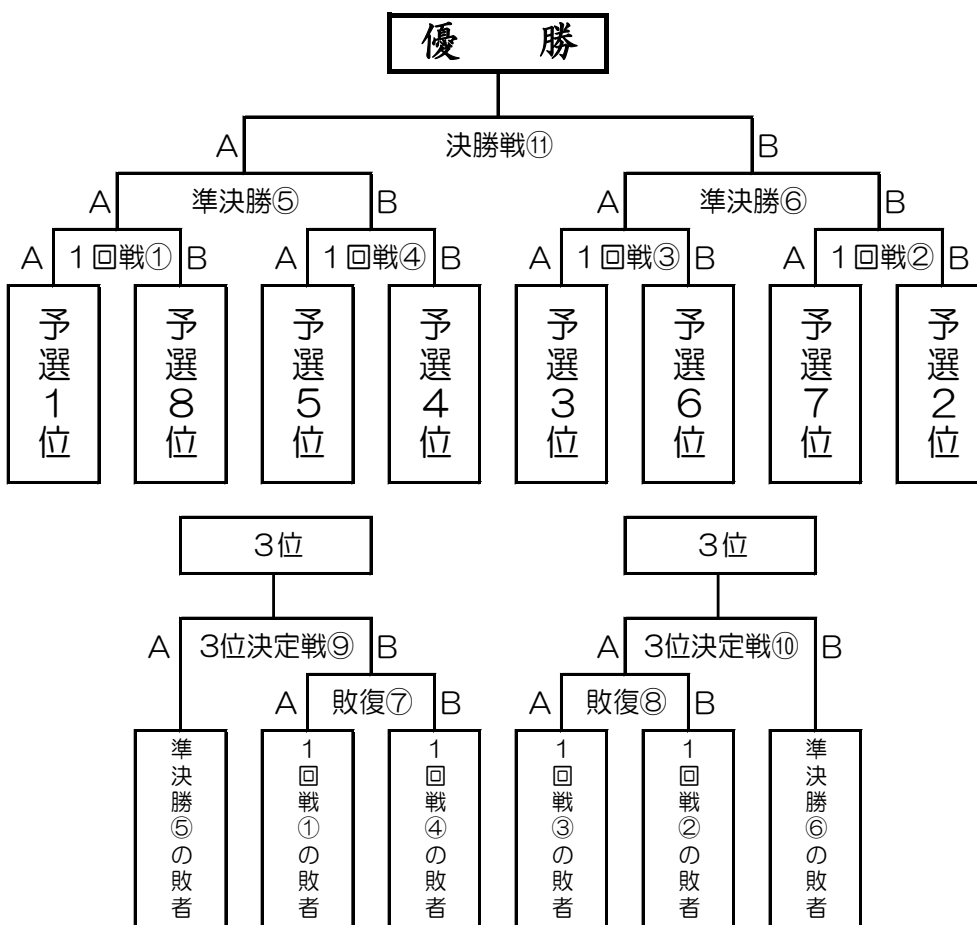 優　勝
A 決勝戦⑪ B
A 準決勝⑤ B A 準決勝⑥ B
A 1回戦① B A 1回戦④ B A 1回戦③ B A 1回戦② B
予選1位
予選8位
予選5位
予選4位
予選3位
予選6位
予選7位
予選2位
3位 3位
A 3位決定戦⑨ B A 3位決定戦⑩ B
A 敗復⑦ B A 敗復⑧ B
準決勝⑤の敗者
1回戦①の敗者
1回戦④の敗者
1回戦③の敗者
1回戦②の敗者
準決勝⑥の敗者